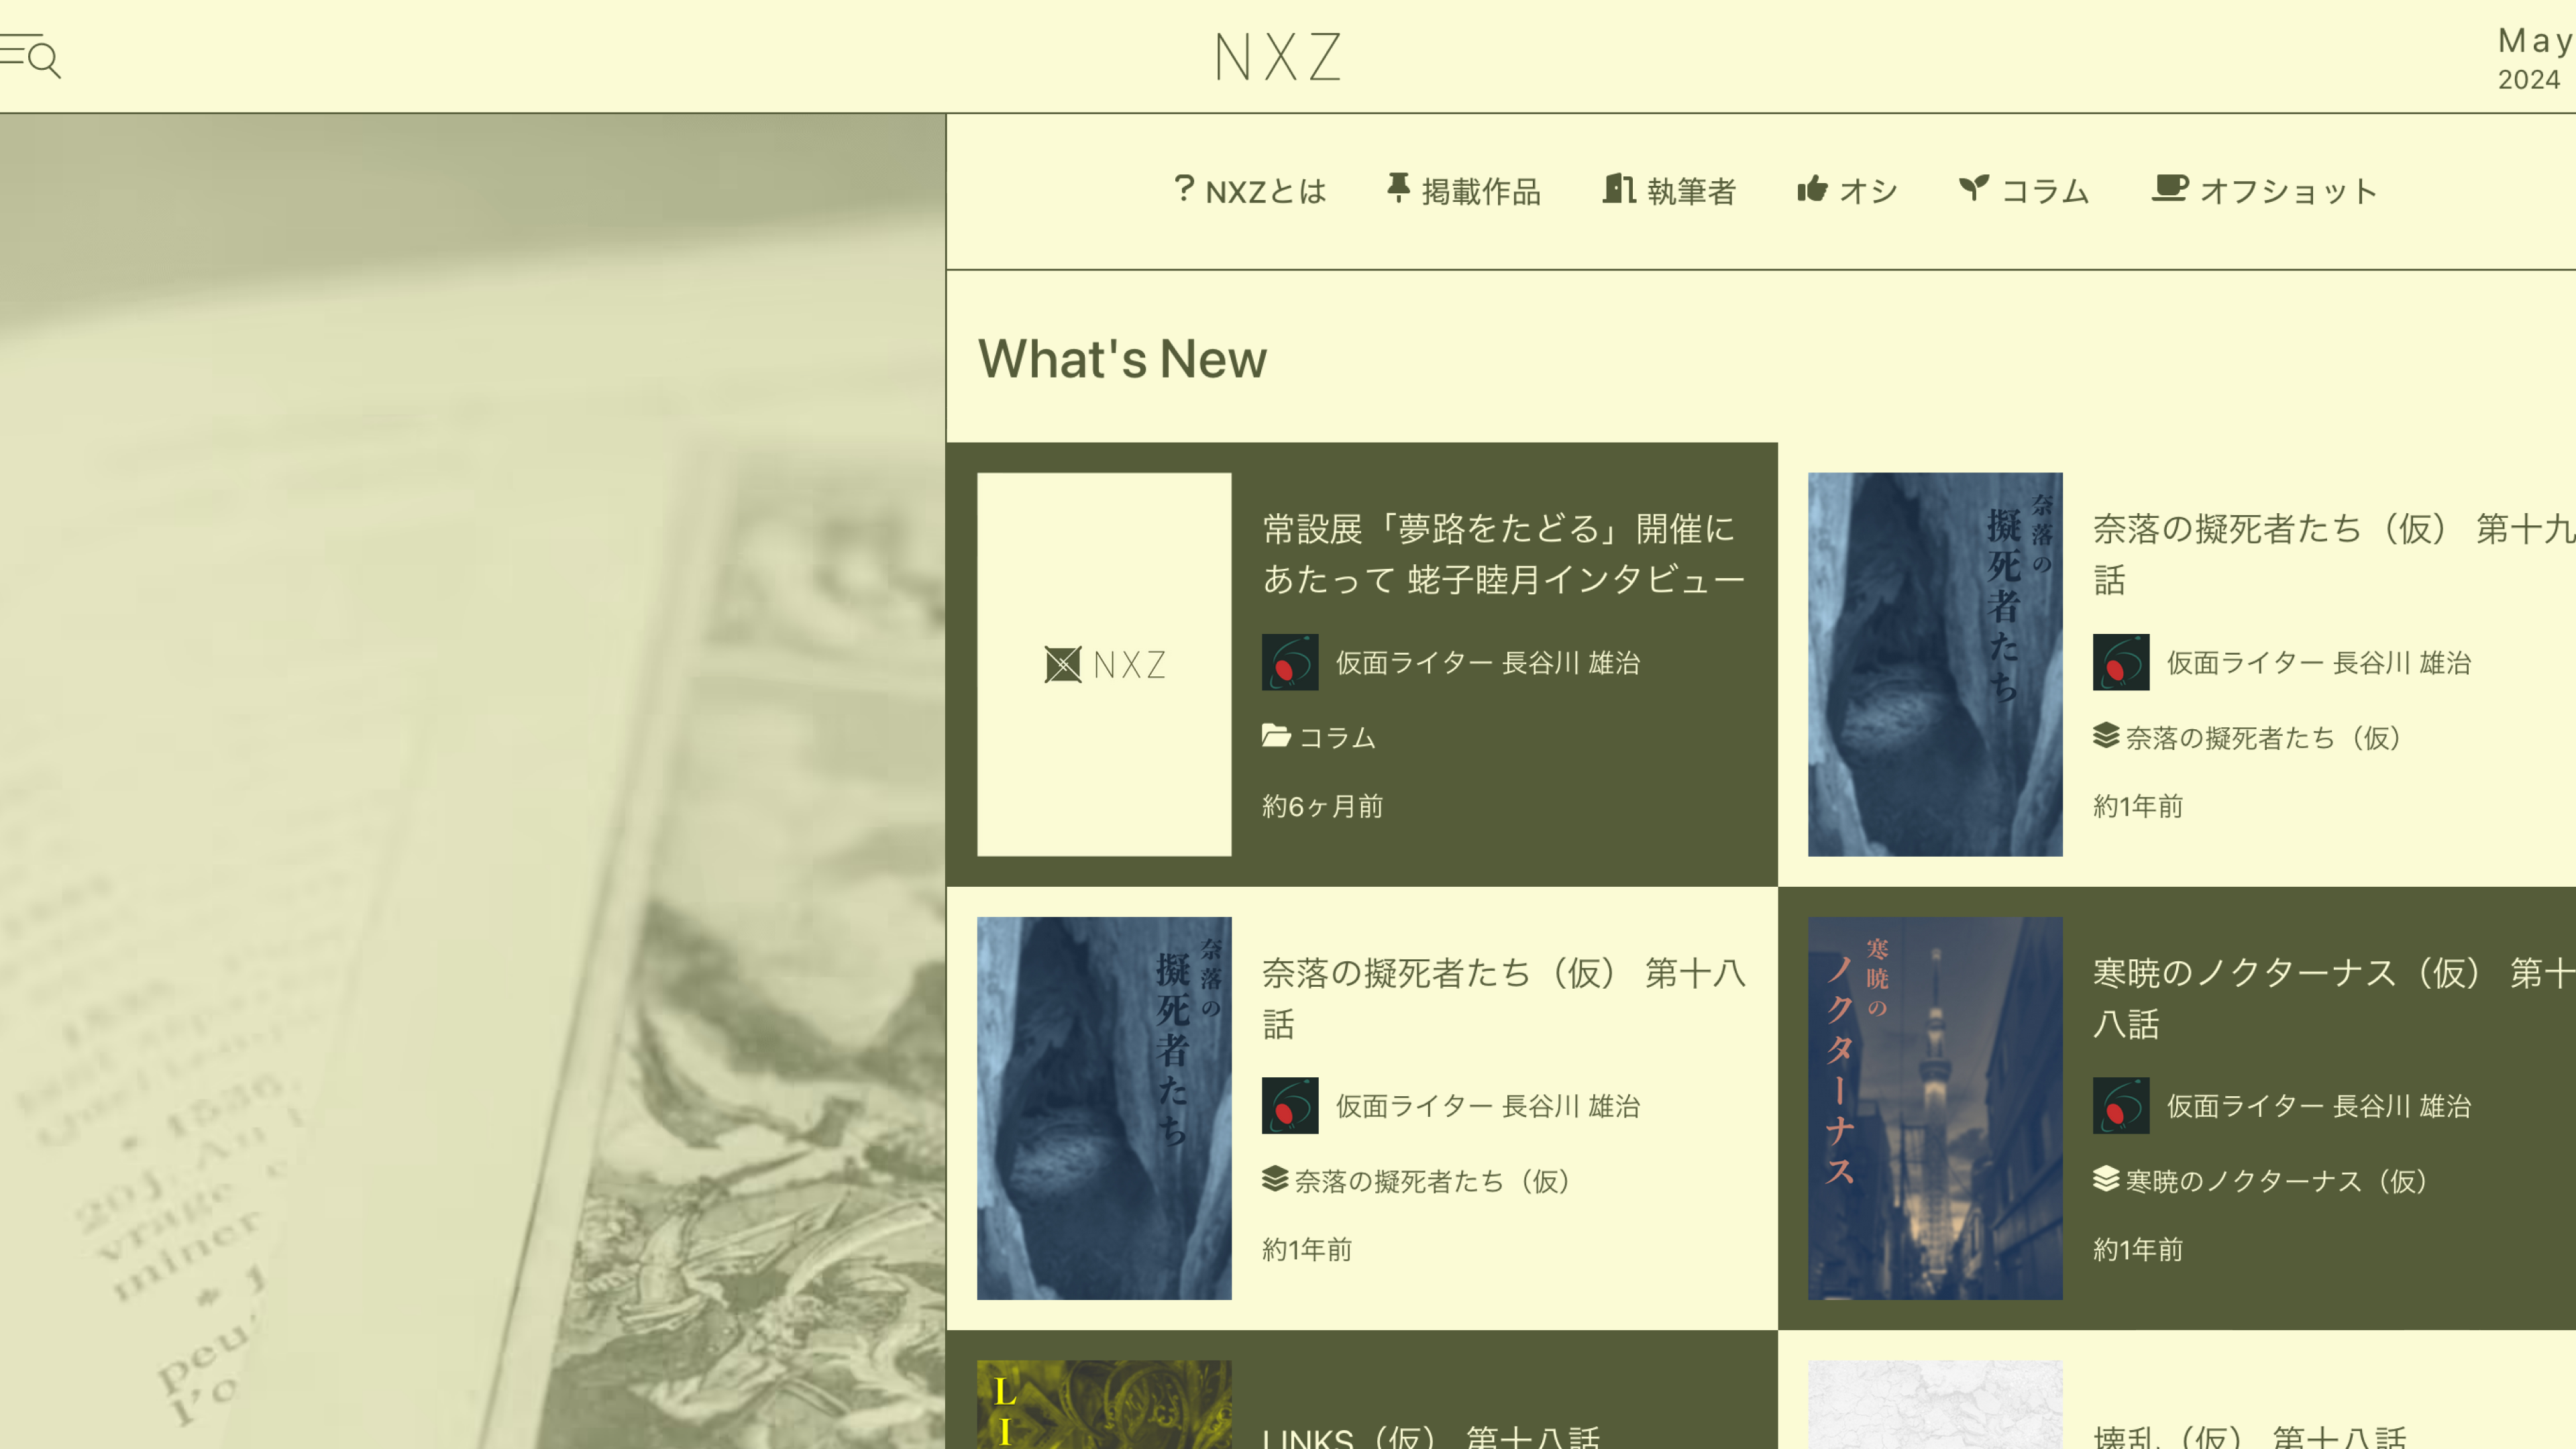 NXZ
May
2024
NXZとは
掲載作品
執筆者
オシ
コラム
オフショット
What's New
NXZ
常設展「夢路をたどる」開催に
あたって 蛯子睦月インタビュー
仮面ライター 長谷川 雄治
コラム
約6ヶ月前
奈落の
擬死者たち
奈落の擬死者たち（仮） 第十九
話
仮面ライター 長谷川 雄治
奈落の擬死者たち（仮）
約1年前
奈落の
擬死者たち
奈落の擬死者たち（仮） 第十八
話
仮面ライター 長谷川 雄治
奈落の擬死者たち（仮）
約1年前
寒暁の
ノクターナス
寒暁のノクターナス（仮） 第十
八話
仮面ライター 長谷川 雄治
寒暁のノクターナス（仮）
約1年前
LI
LINKS（仮） 第十八話
壊乱（仮） 第十八話
* 1536.
miner
peu
l'o